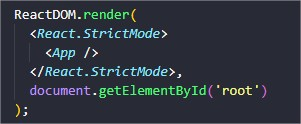 ReactDOM.render(
  <React.StrictMode>
    <App />
  </React.StrictMode>,
  document.getElementById('root')
);